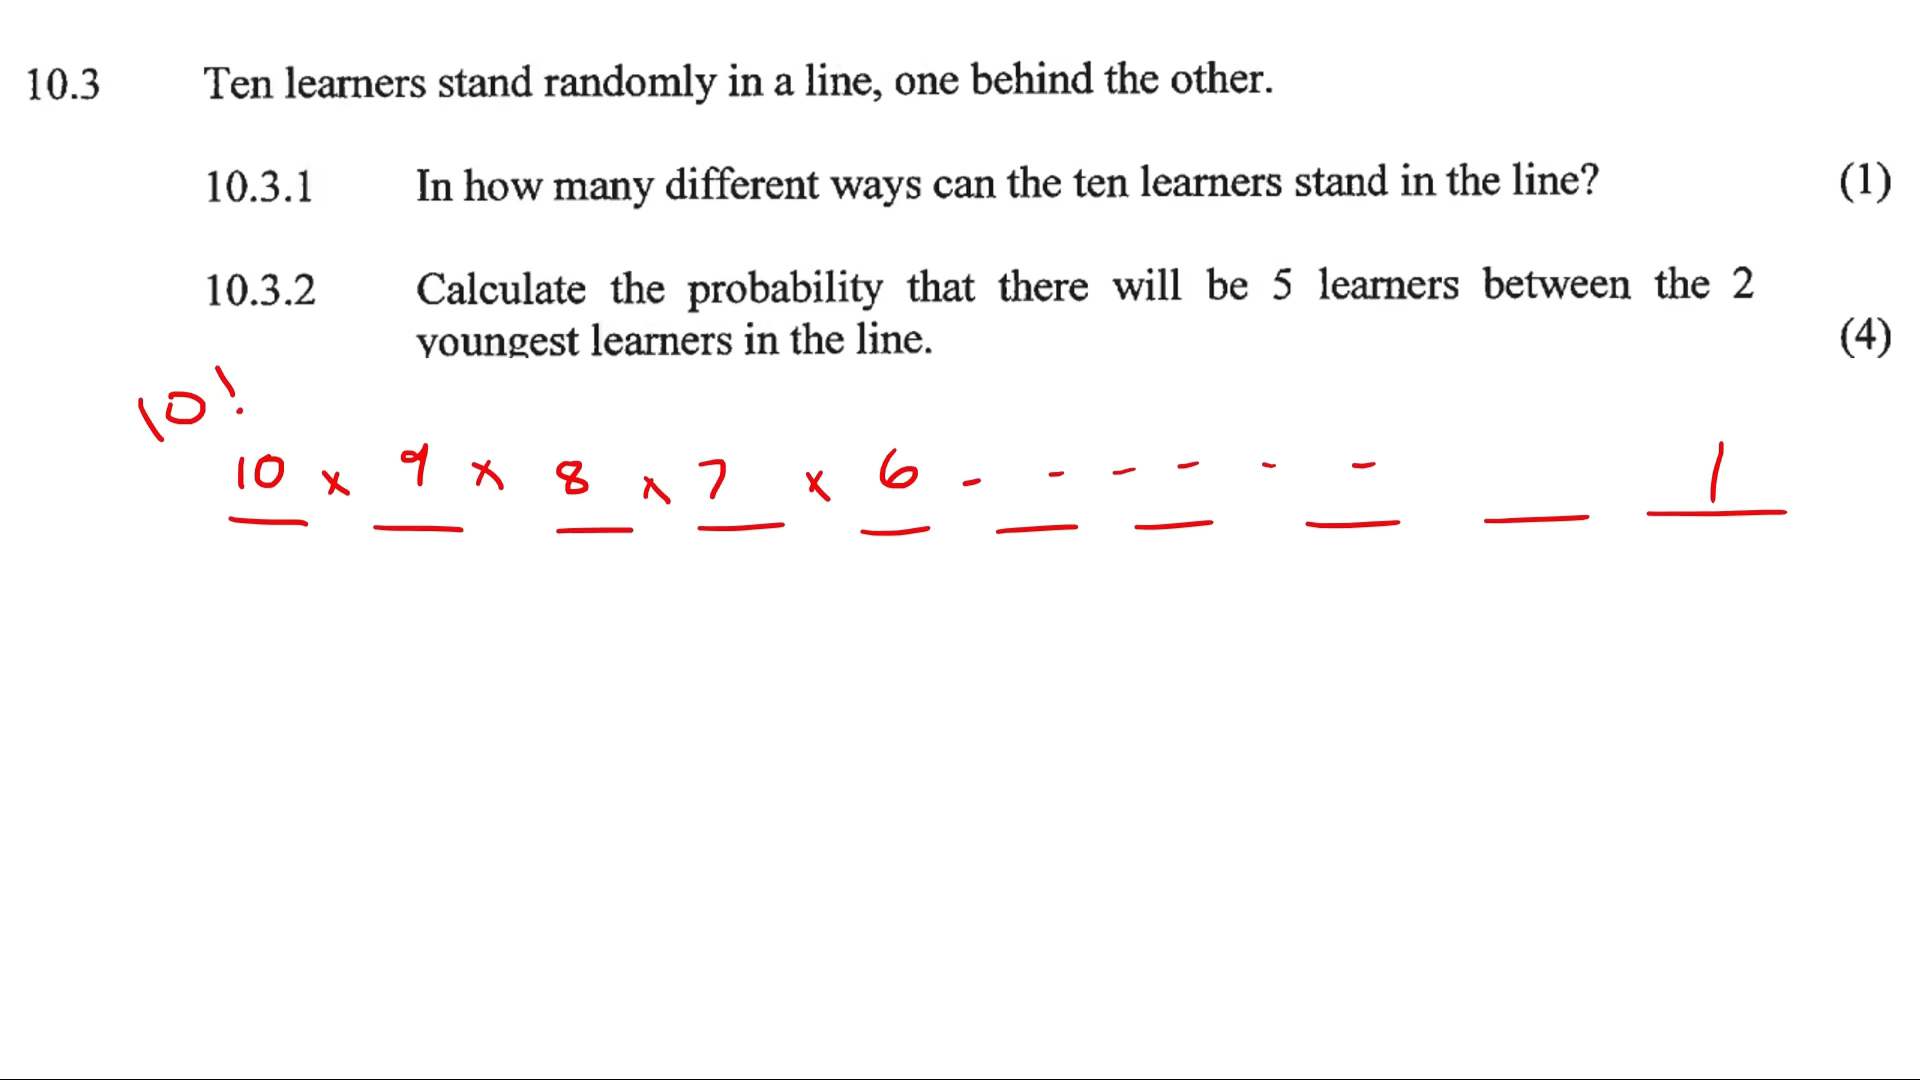 10.3 Ten learners stand randomly in a line, one behind the other.
10.3.1 In how many different ways can the ten learners stand in the line? (1)
10.3.2 Calculate the probability that there will be 5 learners between the 2
youngest learners in the line. (4)
10!
10 x 9 x 8 x 7 x 6 - - - - - - 1